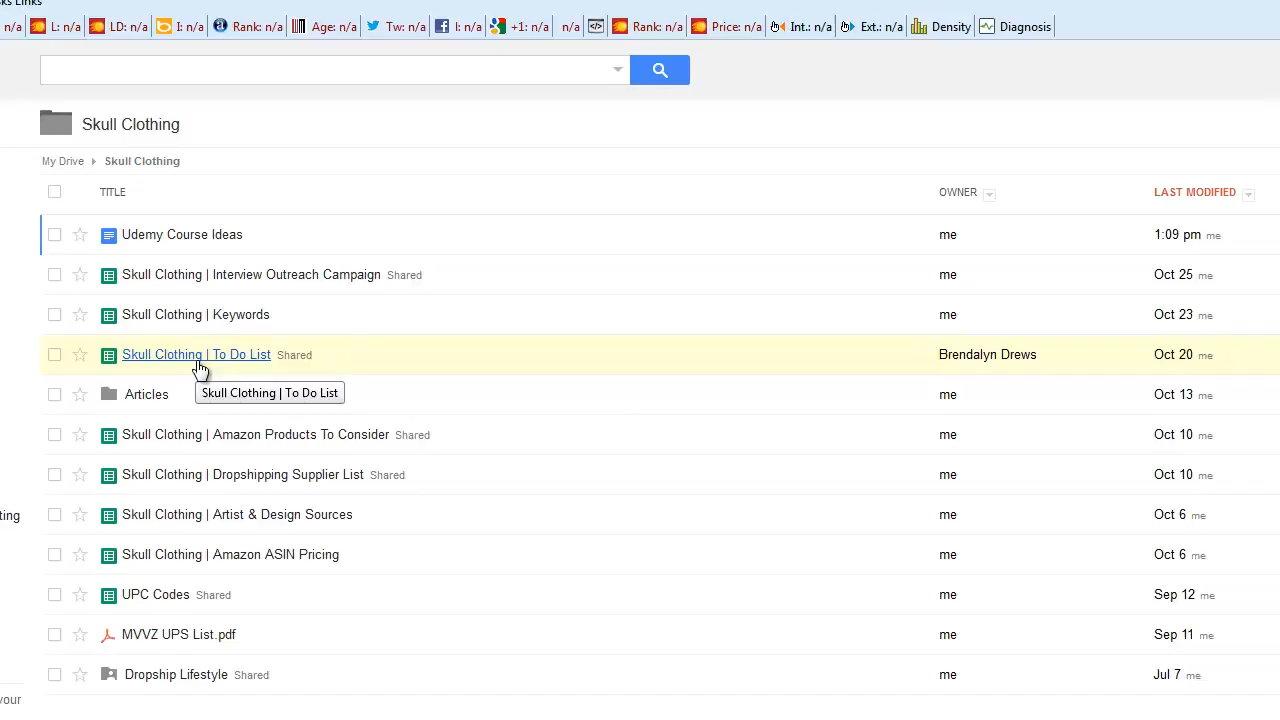 sks Links
n/a L: n/a LD: n/a I: n/a Rank: n/a Age: n/a Tw: n/a I: n/a +1: n/a n/a Rank: n/a Price: n/a Int.: n/a Ext.: n/a Density Diagnosis
Skull Clothing
My Drive Skull Clothing
TITLE OWNER LAST MODIFIED
Udemy Course Ideas me 1:09 pm me
Skull Clothing | Interview Outreach Campaign Shared me Oct 25 me
Skull Clothing | Keywords me Oct 23 me
Skull Clothing | To Do List Shared Brendalyn Drews Oct 20 me
Skull Clothing | To Do List
Articles me Oct 13 me
Skull Clothing | Amazon Products To Consider Shared me Oct 10 me
Skull Clothing | Dropshipping Supplier List Shared me Oct 10 me
ting
Skull Clothing | Artist & Design Sources me Oct 6 me
Skull Clothing | Amazon ASIN Pricing me Oct 6 me
UPC Codes Shared me Sep 12 me
MVVZ UPS List.pdf me Sep 11 me
Dropship Lifestyle Shared me Jul 7 me
your